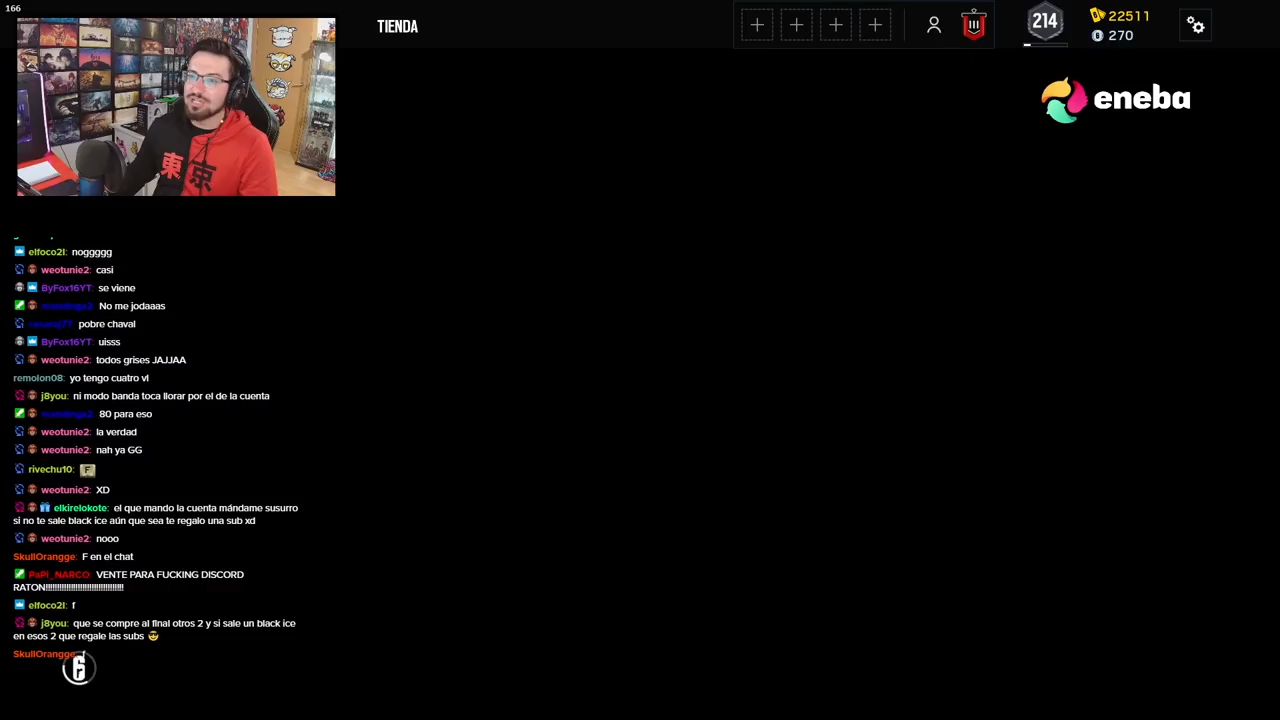 166
TIENDA
214
22511
270
eneba
東京
elfoco2l: noggggg
weotunie2: casi
ByFox16YT: se viene
No me jodaaas
pobre chaval
ByFox16YT: uisss
weotunie2: todos grises JAJJAA
remolon08: yo tengo cuatro vl
j8you: ni modo banda toca llorar por el de la cuenta
80 para eso
weotunie2: la verdad
weotunie2: nah ya GG
rivechu10: F
weotunie2: XD
elkirelokote: el que mando la cuenta mándame susurro
si no te sale black ice aún que sea te regalo una sub xd
weotunie2: nooo
SkullOrangge: F en el chat
PaPi_NARCO: VENTE PARA FUCKING DISCORD
RATON!!!!!!!!!!!!!!!!!!!!!!!!!!!!!!!!!!
elfoco2l: f
j8you: que se compre al final otros 2 y si sale un black ice
en esos 2 que regale las subs 😎
SkullOrangge: f
6